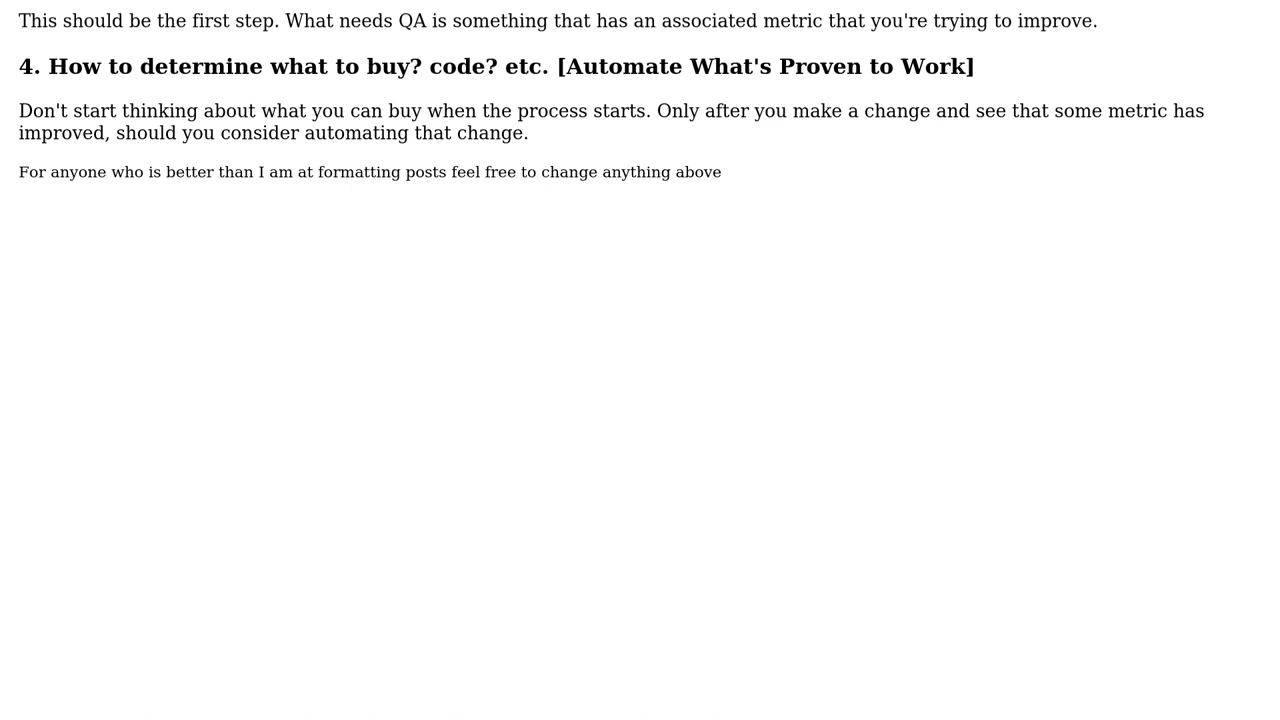 This should be the first step. What needs QA is something that has an associated metric that you're trying to improve.
4. How to determine what to buy? code? etc. [Automate What's Proven to Work]
Don't start thinking about what you can buy when the process starts. Only after you make a change and see that some metric has
improved, should you consider automating that change.
For anyone who is better than I am at formatting posts feel free to change anything above